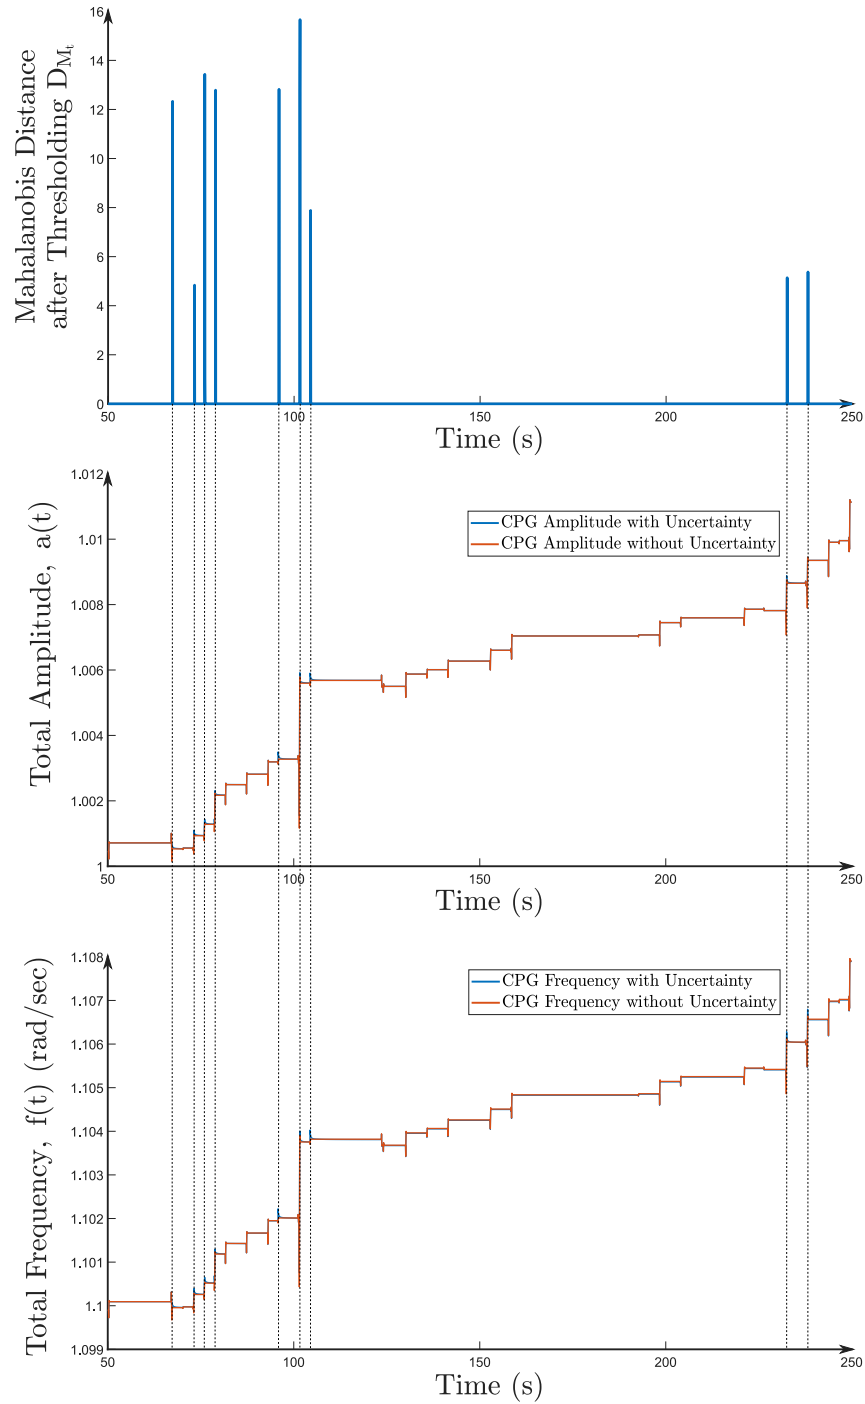 Mahalanobis Distance
after Thresholding D_Mt
16
14
12
10
8
6
4
2
0
50 100 150 200 250
Time (s)
Total Amplitude, a(t)
1.012
1.01
1.008
1.006
1.004
1.002
1
CPG Amplitude with Uncertainty
CPG Amplitude without Uncertainty
50 100 150 200 250
Time (s)
Total Frequency, f(t) (rad/sec)
1.108
1.107
1.106
1.105
1.104
1.103
1.102
1.101
1.1
1.099
CPG Frequency with Uncertainty
CPG Frequency without Uncertainty
50 100 150 200 250
Time (s)